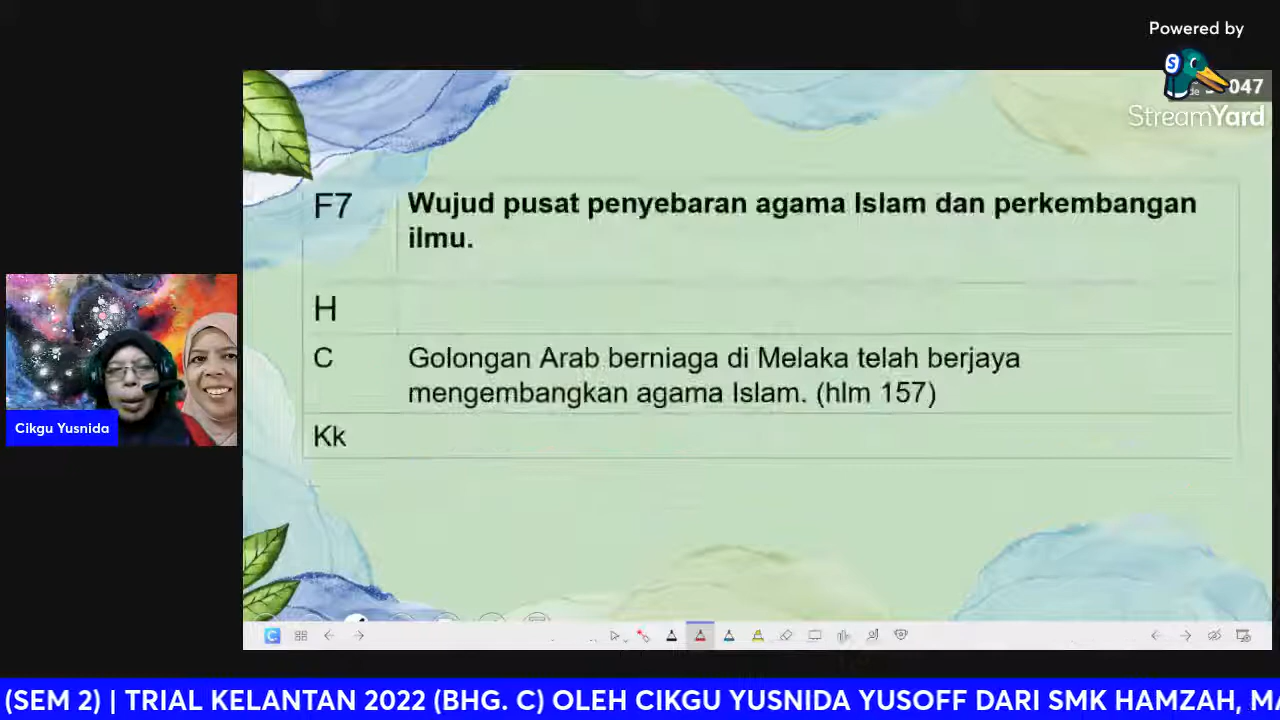 Powered by
047
StreamYard
F7
Wujud pusat penyebaran agama Islam dan perkembangan
ilmu.
H
C
Golongan Arab berniaga di Melaka telah berjaya
mengembangkan agama Islam. (hlm 157)
Kk
Cikgu Yusnida
(SEM 2) | TRIAL KELANTAN 2022 (BHG. C) OLEH CIKGU YUSNIDA YUSOFF DARI SMK HAMZAH, MA